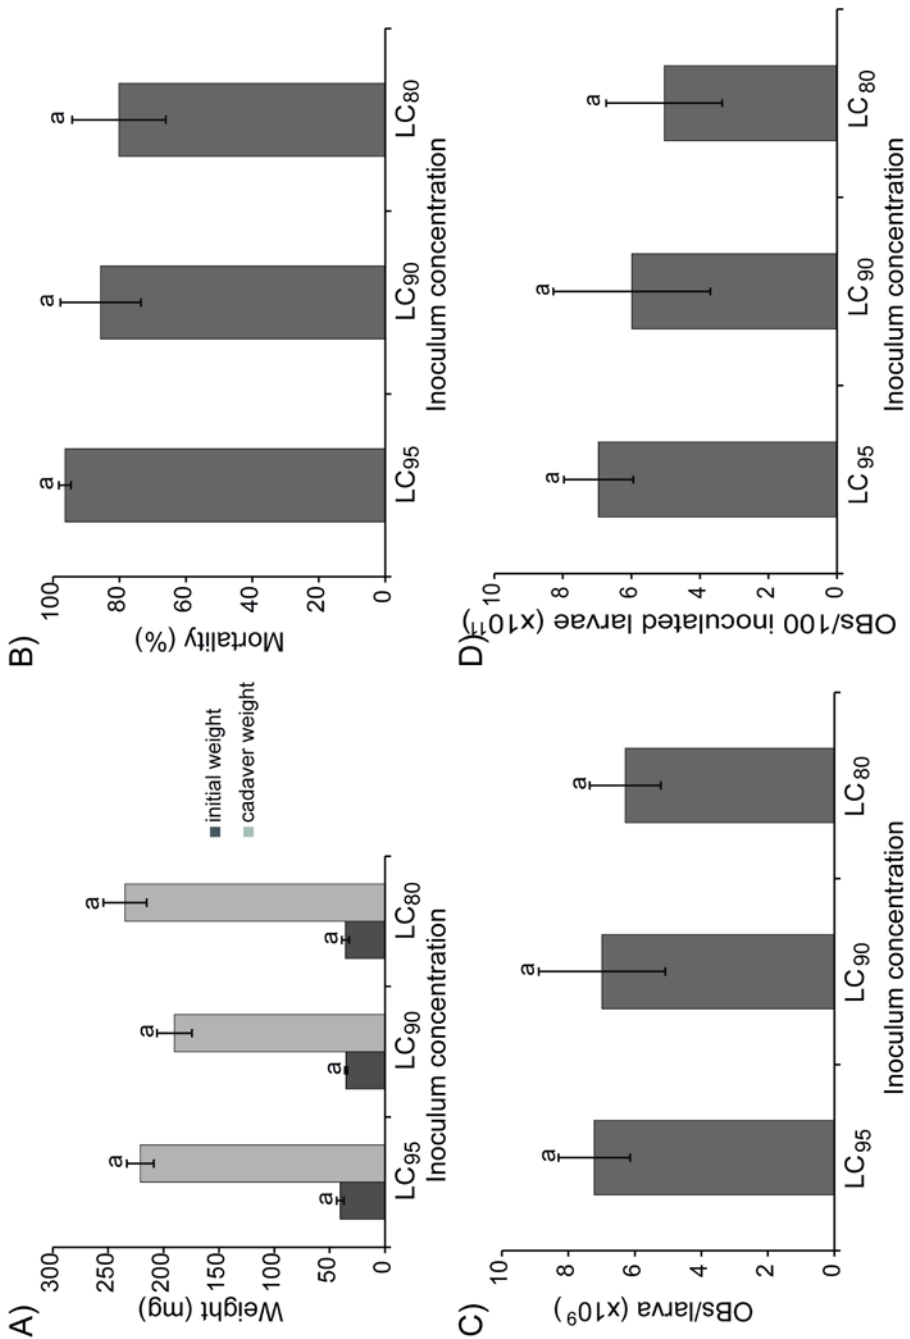 A)
Weight (mg)
300
250
200
150
100
50
0
a a
a a
a a
LC95 LC90 LC80
Inoculum concentration
initial weight
cadaver weight
B)
Mortality (%)
100
80
60
40
20
0
a a a
LC95 LC90 LC80
Inoculum concentration
C)
OBs/larva (x10⁹)
10
8
6
4
2
0
a a a
LC95 LC90 LC80
Inoculum concentration
D)
OBs/100 inoculated larvae (x10¹¹)
10
8
6
4
2
0
a a a
LC95 LC90 LC80
Inoculum concentration